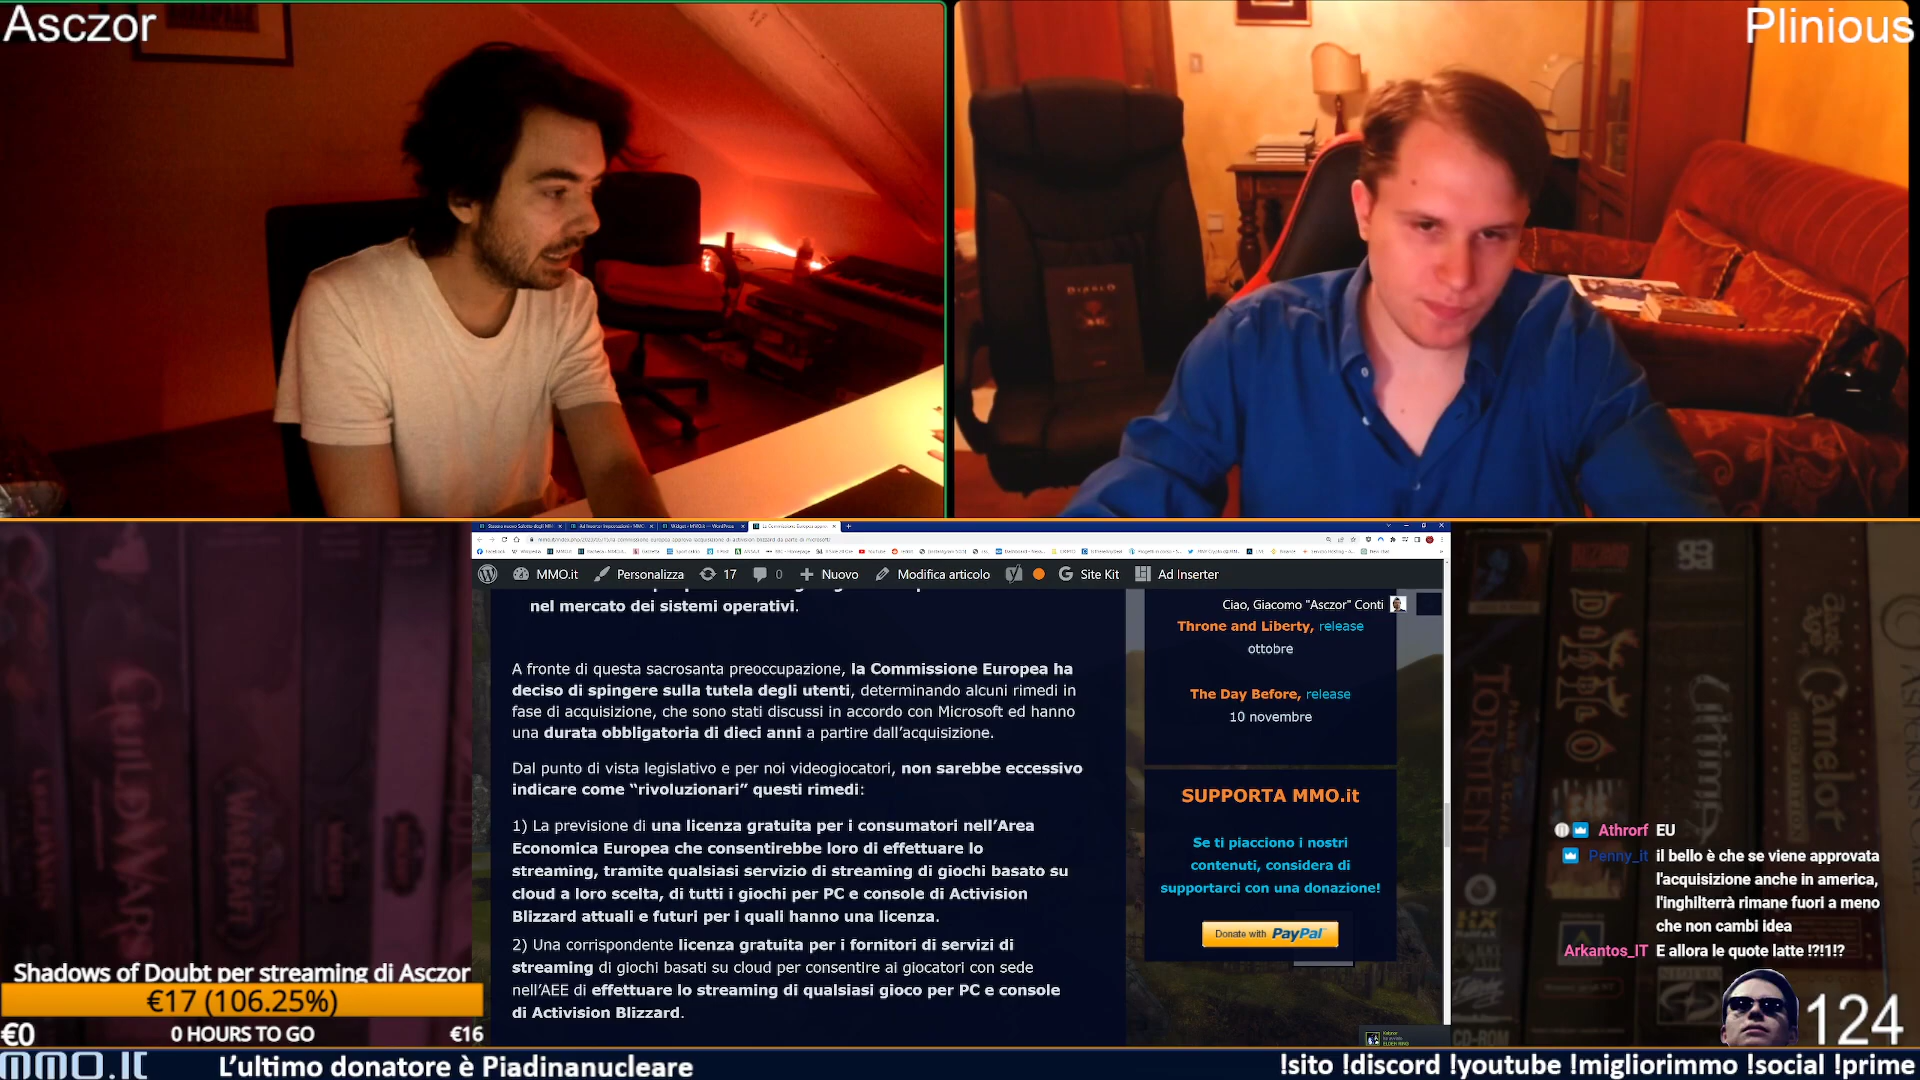 Asczor
Plinious
DIABLO
MMO.it
Personalizza
17
0
Nuovo
Modifica articolo
Site Kit
Ad Inserter
Ciao, Giacomo "Asczor" Conti
nel mercato dei sistemi operativi.
A fronte di questa sacrosanta preoccupazione, la Commissione Europea ha
deciso di spingere sulla tutela degli utenti, determinando alcuni rimedi in
fase di acquisizione, che sono stati discussi in accordo con Microsoft ed hanno
una durata obbligatoria di dieci anni a partire dall'acquisizione.
Dal punto di vista legislativo e per noi videogiocatori, non sarebbe eccessivo
indicare come "rivoluzionari" questi rimedi:
1) La previsione di una licenza gratuita per i consumatori nell'Area
Economica Europea che consentirebbe loro di effettuare lo
streaming, tramite qualsiasi servizio di streaming di giochi basato su
cloud a loro scelta, di tutti i giochi per PC e console di Activision
Blizzard attuali e futuri per i quali hanno una licenza.
2) Una corrispondente licenza gratuita per i fornitori di servizi di
streaming di giochi basati su cloud per consentire ai giocatori con sede
nell'AEE di effettuare lo streaming di qualsiasi gioco per PC e console
di Activision Blizzard.
Throne and Liberty, release
ottobre
The Day Before, release
10 novembre
SUPPORTA MMO.it
Se ti piacciono i nostri
contenuti, considera di
supportarci con una donazione!
Donate with PayPal
GUILD WARS
WARCRAFT
TORMENT
DIABLO
Ultima
Camelot
CD-ROM
Athrorf EU
Penny_it il bello è che se viene approvata
l'acquisizione anche in america,
l'inghilterrà rimane fuori a meno
che non cambi idea
Arkantos_IT E allora le quote latte !?!1!?
124
Shadows of Doubt per streaming di Asczor
€17 (106.25%)
€0
0 HOURS TO GO
€16
MMO.IT
L'ultimo donatore è Piadinanucleare
!sito !discord !youtube !migliorimmo !social !prime